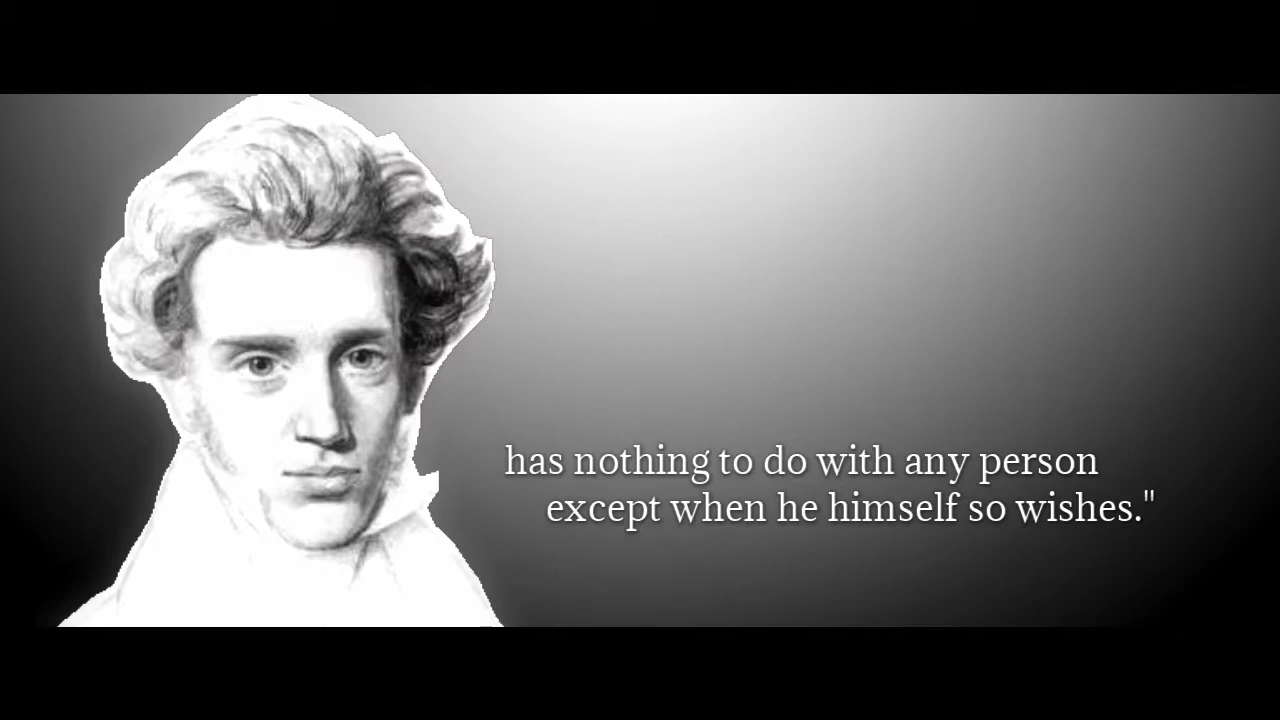 has nothing to do with any person
except when he himself so wishes."